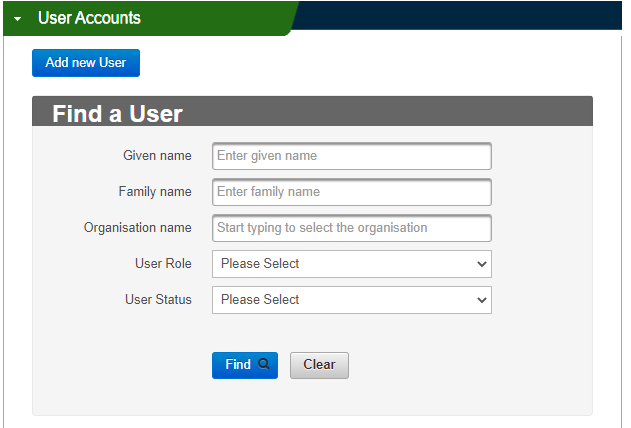 User Accounts
Add new User
Find a User
Given name Enter given name
Family name Enter family name
Organisation name Start typing to select the organisation
User Role Please Select
User Status Please Select
Find Clear